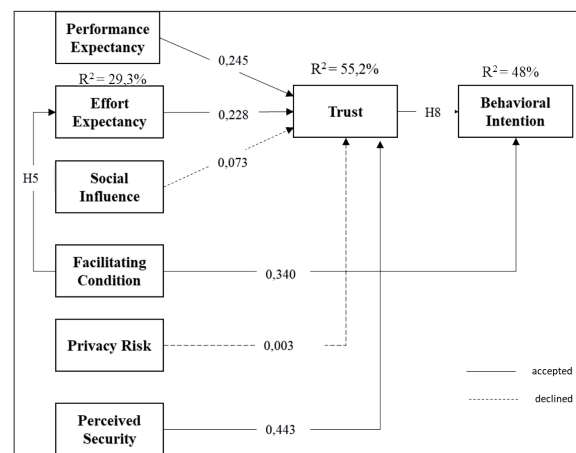 Performance
Expectancy
0,245
R² = 29,3%
R² = 55,2%
R² = 48%
Effort
Expectancy
0,228
Trust
H8
Behavioral
Intention
0,073
H5
Social
Influence
Facilitating
Condition
0,340
Privacy Risk
0,003
accepted
declined
Perceived
Security
0,443